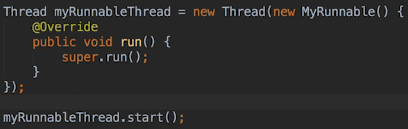 Thread myRunnableThread = new Thread(new MyRunnable() {
    @Override
    public void run() {
        super.run();
    }
});

myRunnableThread.start();